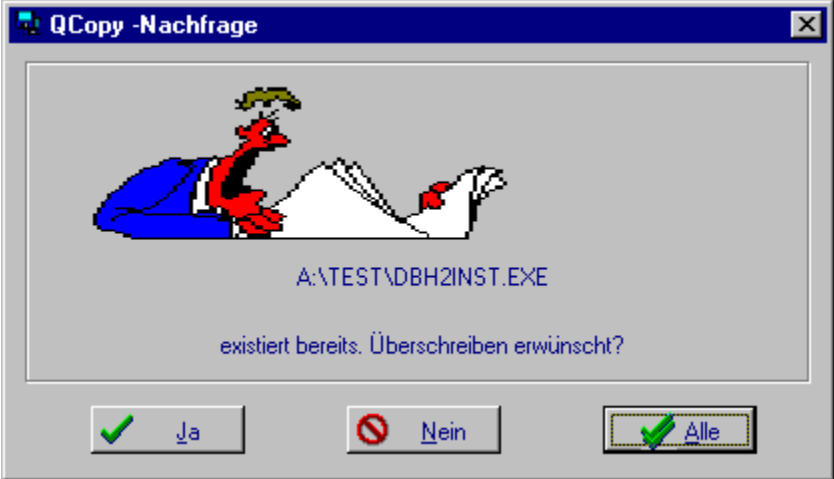 QCopy -Nachfrage
A:\TEST\DBH2INST.EXE
existiert bereits. Überschreiben erwünscht?
Ja Nein Alle